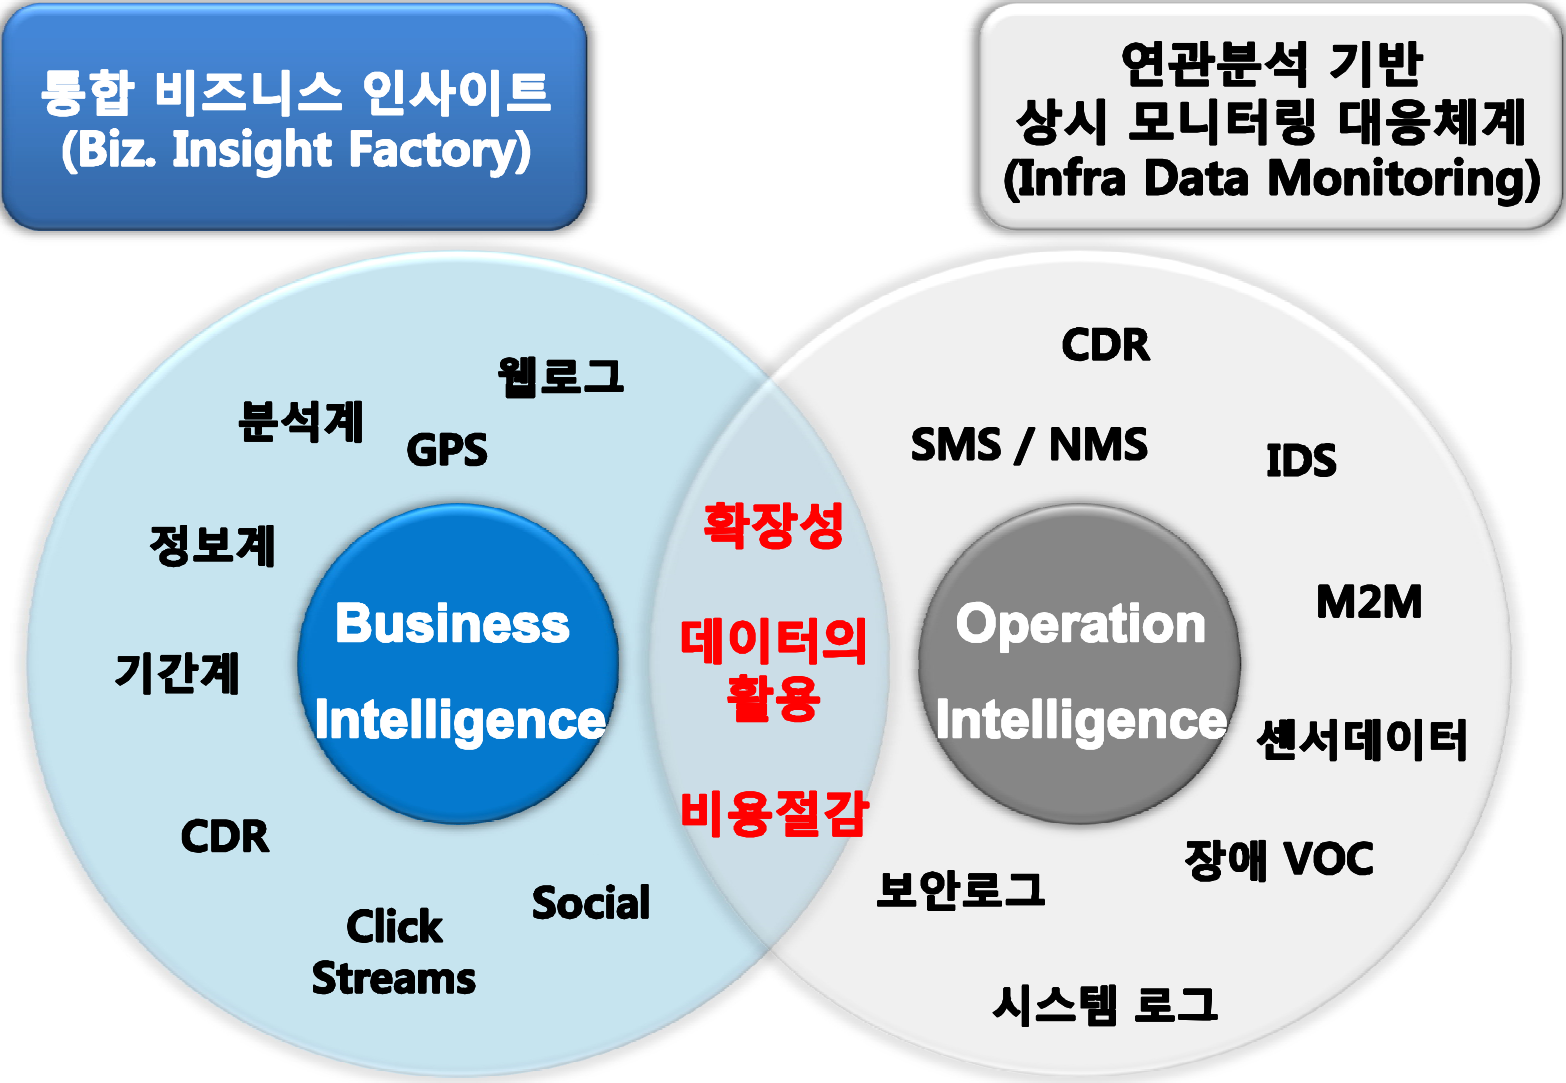 통합 비즈니스 인사이트
(Biz. Insight Factory)
연관분석 기반
상시 모니터링 대응체계
(Infra Data Monitoring)
웹로그
분석계
GPS
정보계
기간계
Business
Intelligence
CDR
Click
Streams
Social
확장성
데이터의
활용
비용절감
CDR
SMS / NMS
IDS
M2M
Operation
Intelligence
센서데이터
장애 VOC
보안로그
시스템 로그